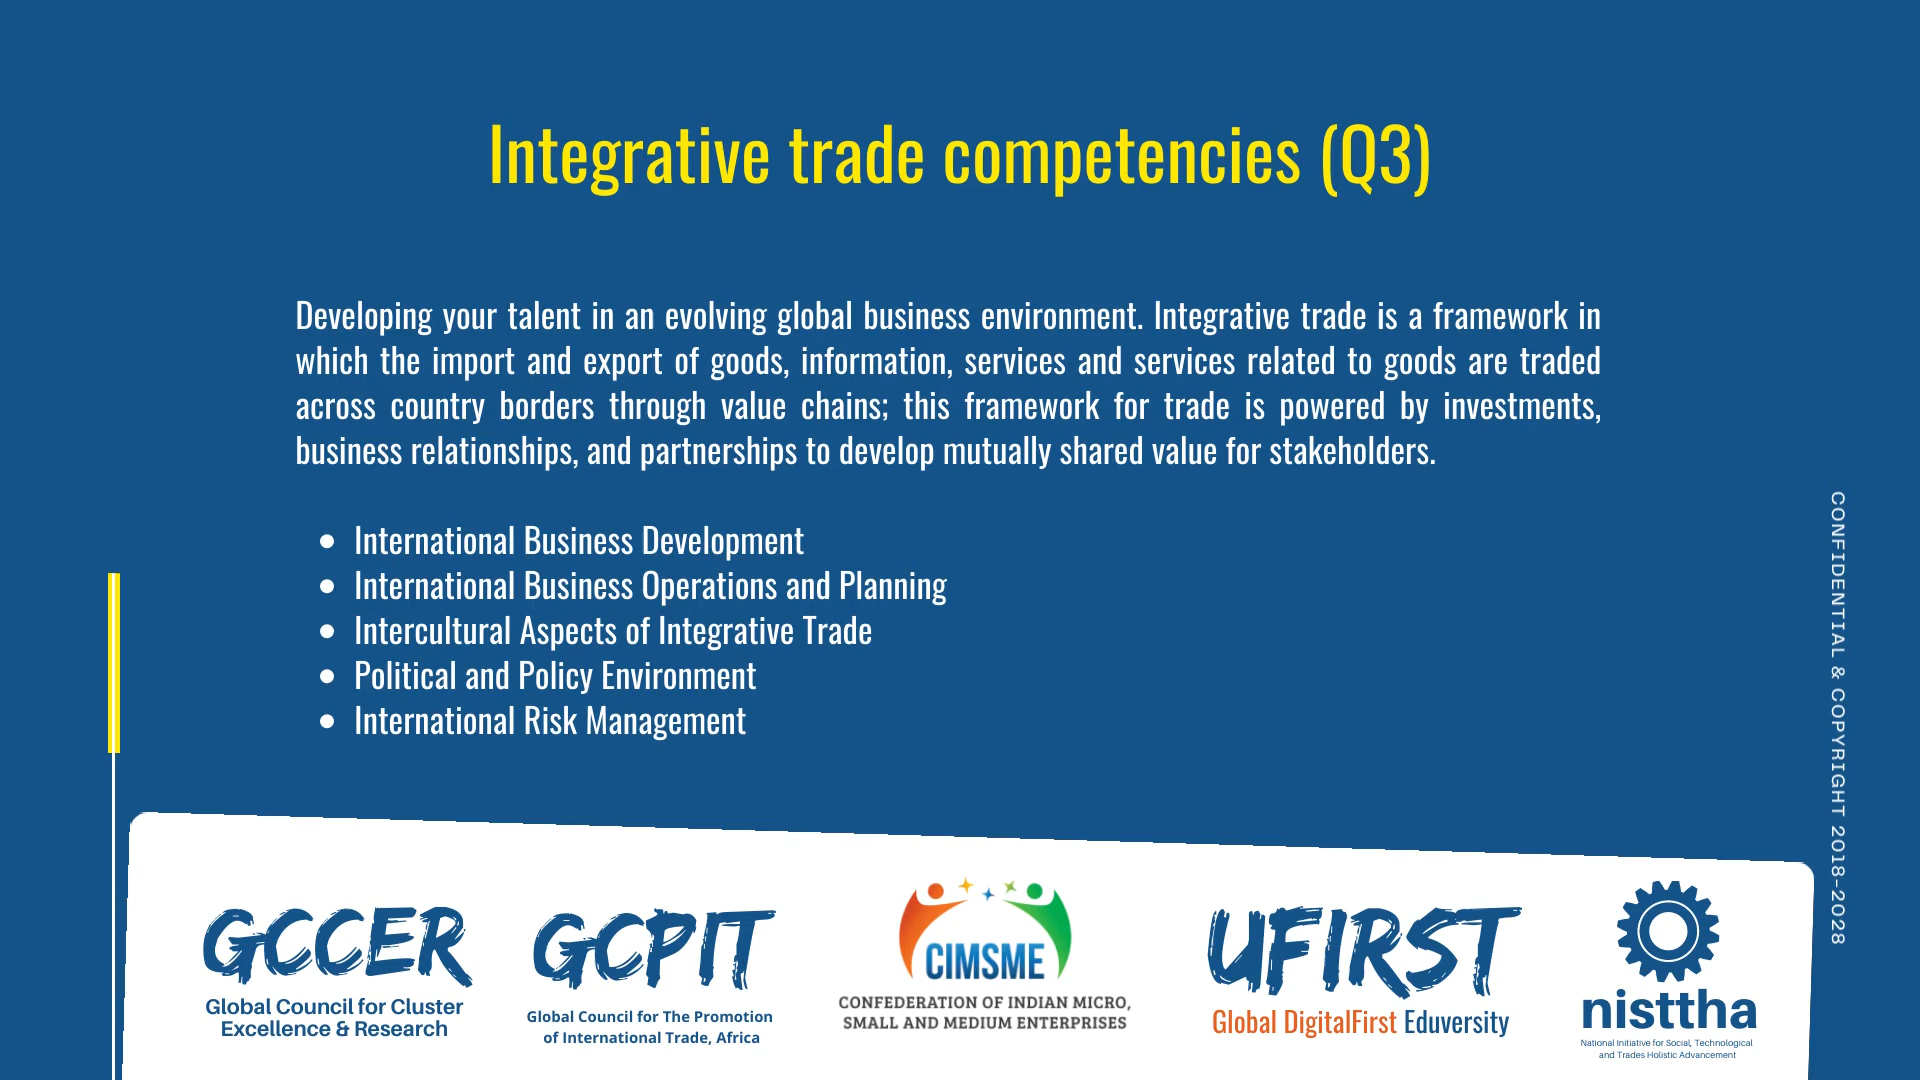 Integrative trade competencies (Q3)
Developing your talent in an evolving global business environment. Integrative trade is a framework in
which the import and export of goods, information, services and services related to goods are traded
across country borders through value chains; this framework for trade is powered by investments,
business relationships, and partnerships to develop mutually shared value for stakeholders.
• International Business Development
• International Business Operations and Planning
• Intercultural Aspects of Integrative Trade
• Political and Policy Environment
• International Risk Management
CONFIDENTIAL & COPYRIGHT 2018-2028
GCCER
Global Council for Cluster
Excellence & Research
GCPIT
Global Council for The Promotion
of International Trade, Africa
CIMSME
CONFEDERATION OF INDIAN MICRO,
SMALL AND MEDIUM ENTERPRISES
UFIRST
Global DigitalFirst Eduversity
nisttha
National Initiative for Social, Technological
and Trades Holistic Advancement